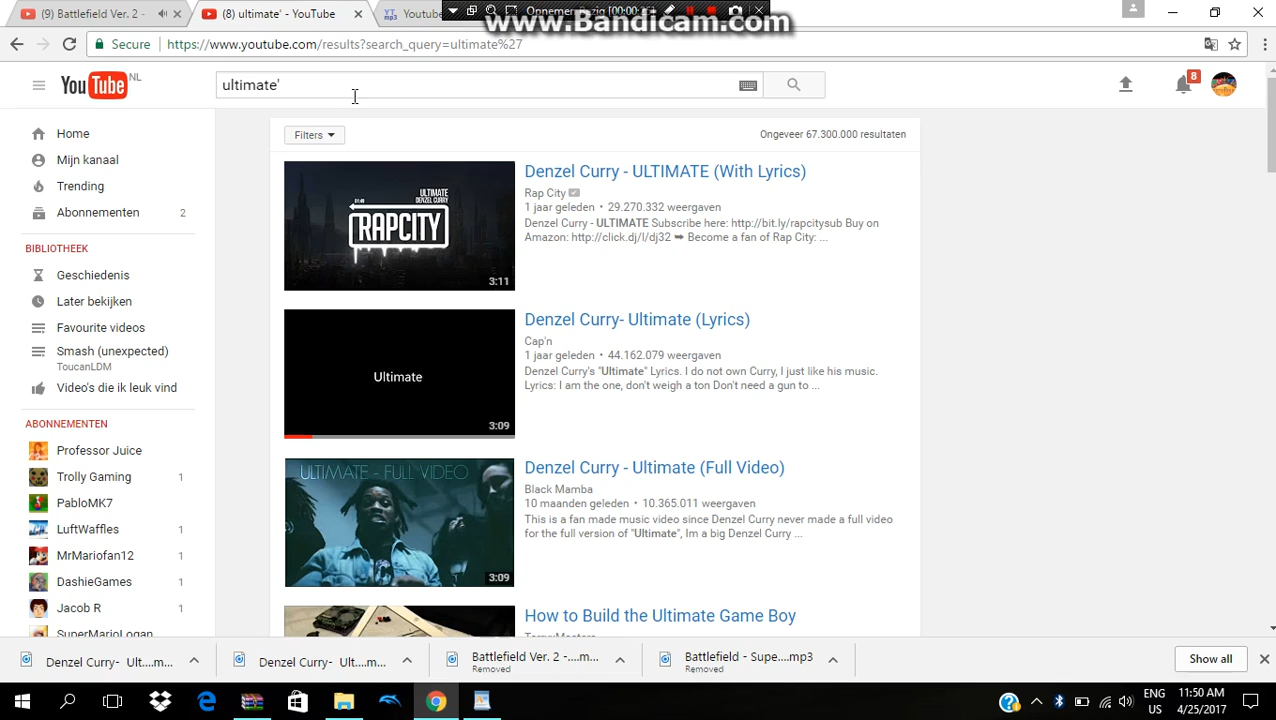 (9) Battlefield Ver. 2 -
(8) ultimate' - YouTube
Youtube
Opnemen
www.Bandicam.com
Secure
https://www.youtube.com/results?search_query=ultimate%27
YouTube NL
ultimate'
8
Home
Mijn kanaal
Trending
Abonnementen 2
BIBLIOTHEEK
Geschiedenis
Later bekijken
Favourite videos
Smash (unexpected)
ToucanLDM
Video's die ik leuk vind
ABONNEMENTEN
Professor Juice
Trolly Gaming 1
PabloMK7
LuftWaffles 1
MrMariofan12 1
DashieGames 1
Jacob R 1
SuperMarioLogan
Filters
Ongeveer 67.300.000 resultaten
ULTIMATE
DENZEL CURRY
RAPCITY
3:11
Denzel Curry - ULTIMATE (With Lyrics)
Rap City
1 jaar geleden • 29.270.332 weergaven
Denzel Curry - ULTIMATE Subscribe here: http://bit.ly/rapcitysub Buy on
Amazon: http://click.dj/l/dj32 ➥ Become a fan of Rap City: ...
Ultimate
3:09
Denzel Curry- Ultimate (Lyrics)
Cap'n
1 jaar geleden • 44.162.079 weergaven
Denzel Curry's "Ultimate" Lyrics. I do not own Curry, I just like his music.
Lyrics: I am the one, don't weigh a ton Don't need a gun to ...
ULTIMATE - FULL VIDEO
3:09
Denzel Curry - Ultimate (Full Video)
Black Mamba
10 maanden geleden • 10.365.011 weergaven
This is a fan made music video since Denzel Curry never made a full video
for the full version of "Ultimate", Im a big Denzel Curry ...
How to Build the Ultimate Game Boy
Denzel Curry- Ult....m...
Denzel Curry- Ult....m...
Battlefield Ver. 2 -....m...
Removed
Battlefield - Supe....mp3
Removed
Show all
ENG
US
11:50 AM
4/25/2017